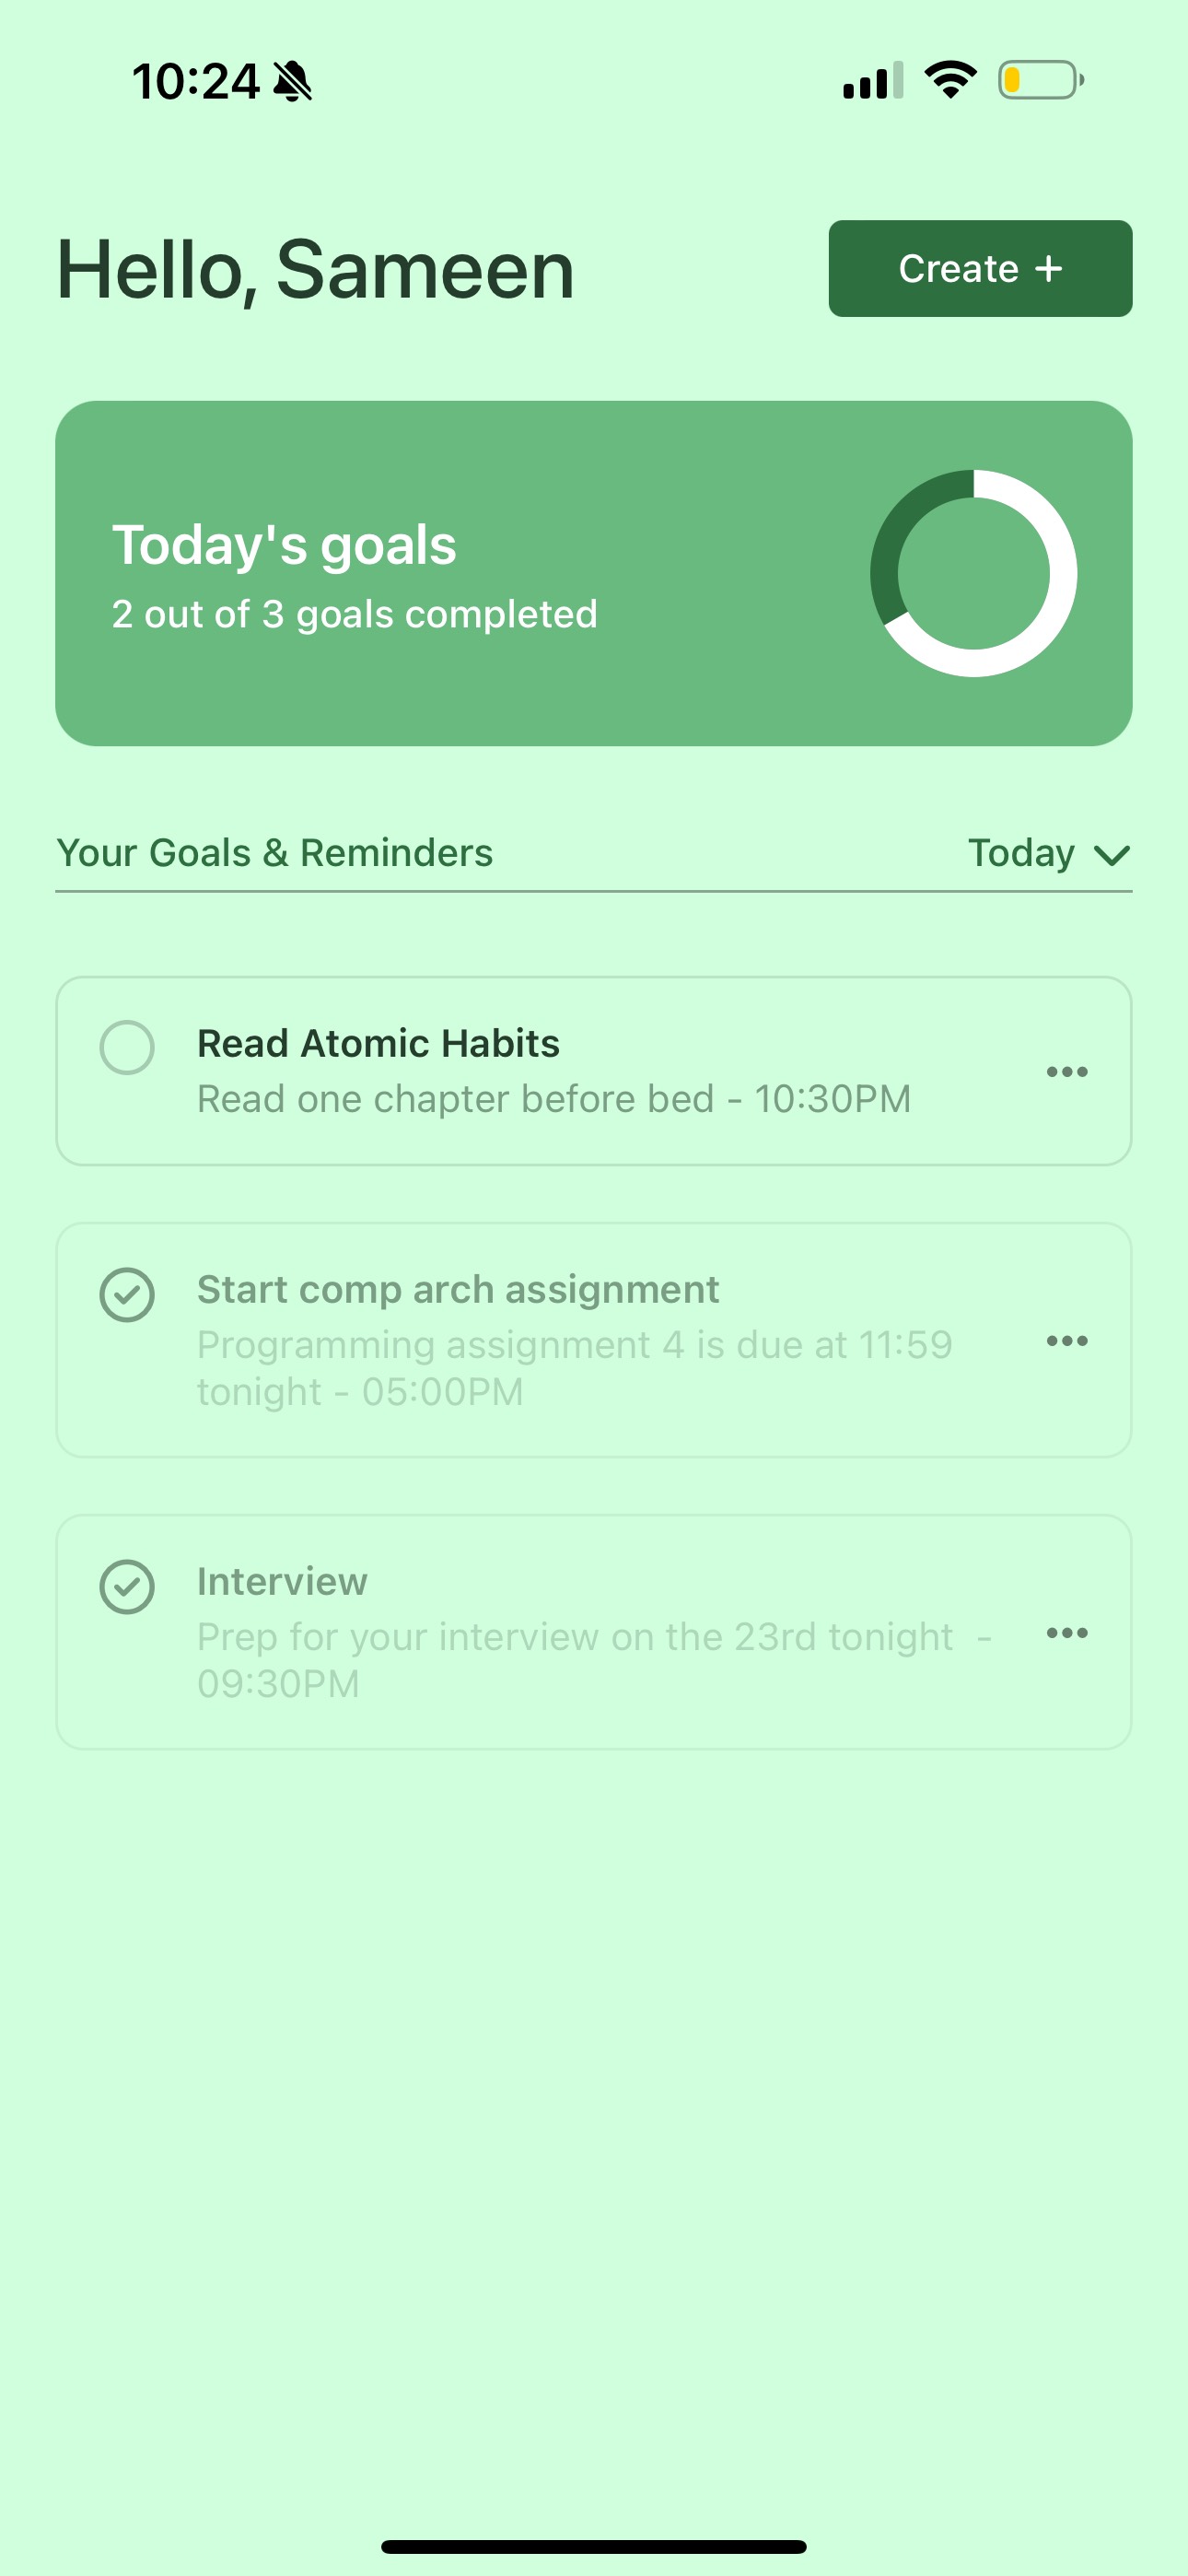 10:24
Hello, Sameen
Create +
Today's goals
2 out of 3 goals completed
Your Goals & Reminders
Today
Read Atomic Habits
Read one chapter before bed - 10:30PM
Start comp arch assignment
Programming assignment 4 is due at 11:59
tonight - 05:00PM
Interview
Prep for your interview on the 23rd tonight  -
09:30PM